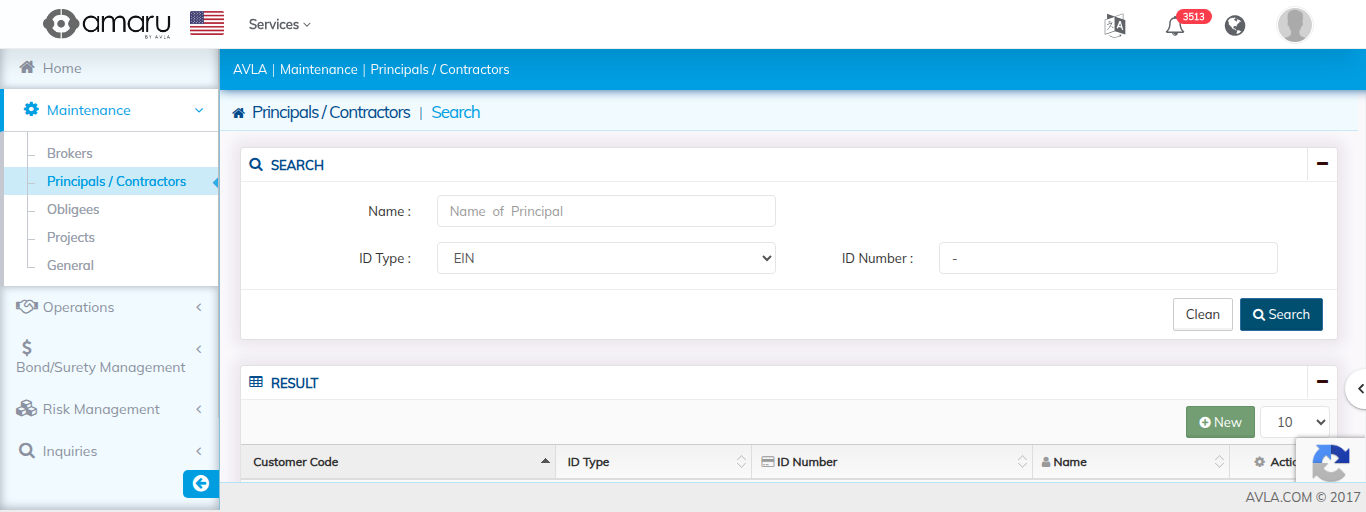 amaru
BY AVLA
Services
3513
Home
AVLA | Maintenance | Principals / Contractors
Maintenance
Principals / Contractors | Search
Brokers
Principals / Contractors
Obligees
Projects
General
Operations
Bond/Surety Management
Risk Management
Inquiries
SEARCH
Name :
Name of Principal
ID Type :
EIN
ID Number :
-
Clean
Search
RESULT
New
10
Customer Code
ID Type
ID Number
Name
Actio
AVLA.COM © 2017